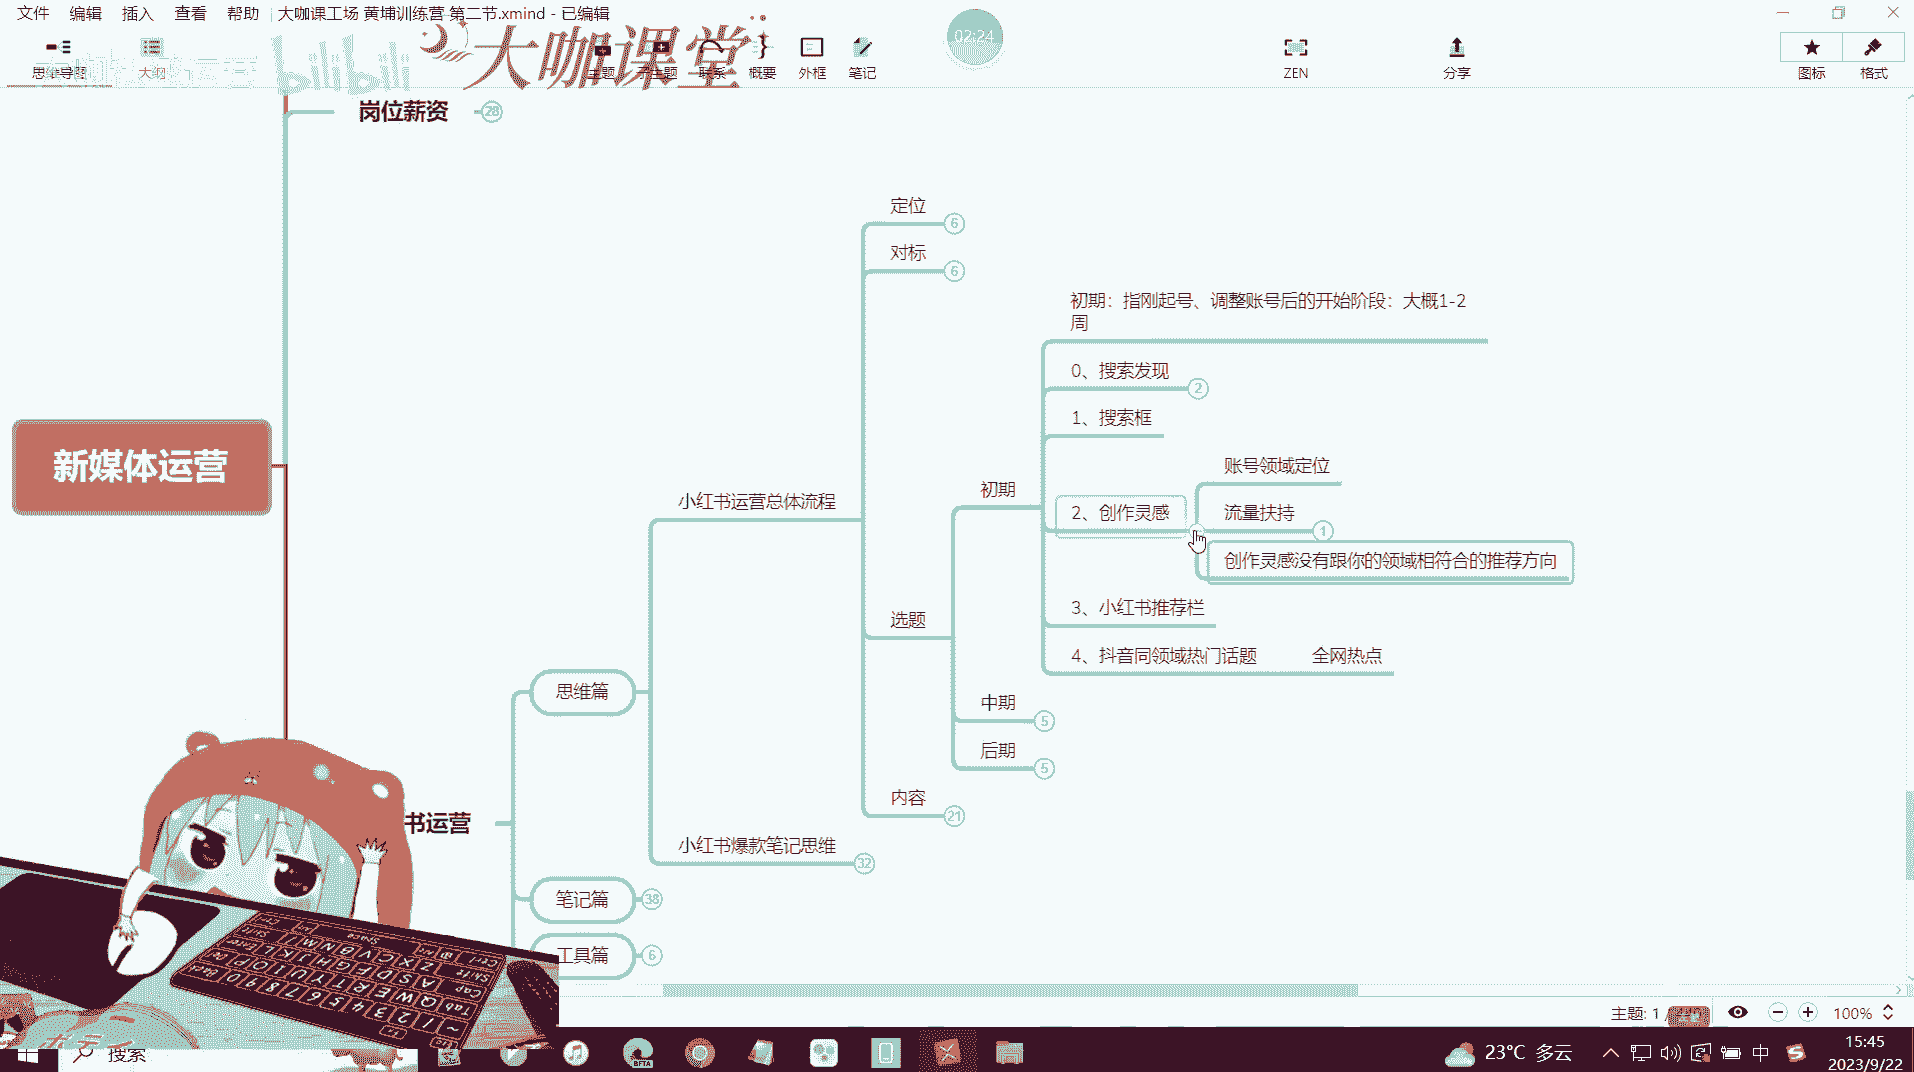 文件 编辑 插入 查看 帮助 大咖课工场 黄埔训练营 第二节.xmind - 已编辑
大咖课堂
bilibili
02:24
思维导图 大纲 主题 子主题 联系 概要 外框 笔记 ZEN 分享 图标 格式
岗位薪资 28
定位 6
对标 6
初期：指刚起号、调整账号后的开始阶段：大概1-2
周
0、搜索发现 2
1、搜索框
账号领域定位
新媒体运营
初期
小红书运营总体流程
2、创作灵感
流量扶持 1
创作灵感没有跟你的领域相符合的推荐方向
3、小红书推荐栏
选题
4、抖音同领域热门话题 全网热点
思维篇
中期 5
后期 5
内容 21
书运营
小红书爆款笔记思维 32
笔记篇 38
工具篇 6
主题: 1 /
100%
搜索
BETA
23°C 多云
中
15:45
2023/9/22